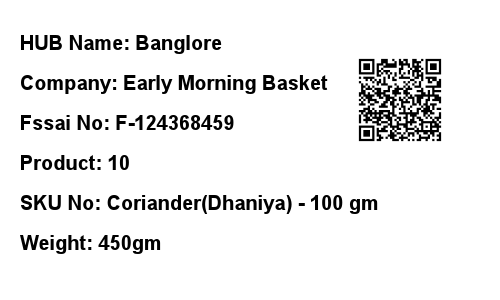 HUB Name: Banglore
Company: Early Morning Basket
Fssai No: F-124368459
Product: 10
SKU No: Coriander(Dhaniya) - 100 gm
Weight: 450gm